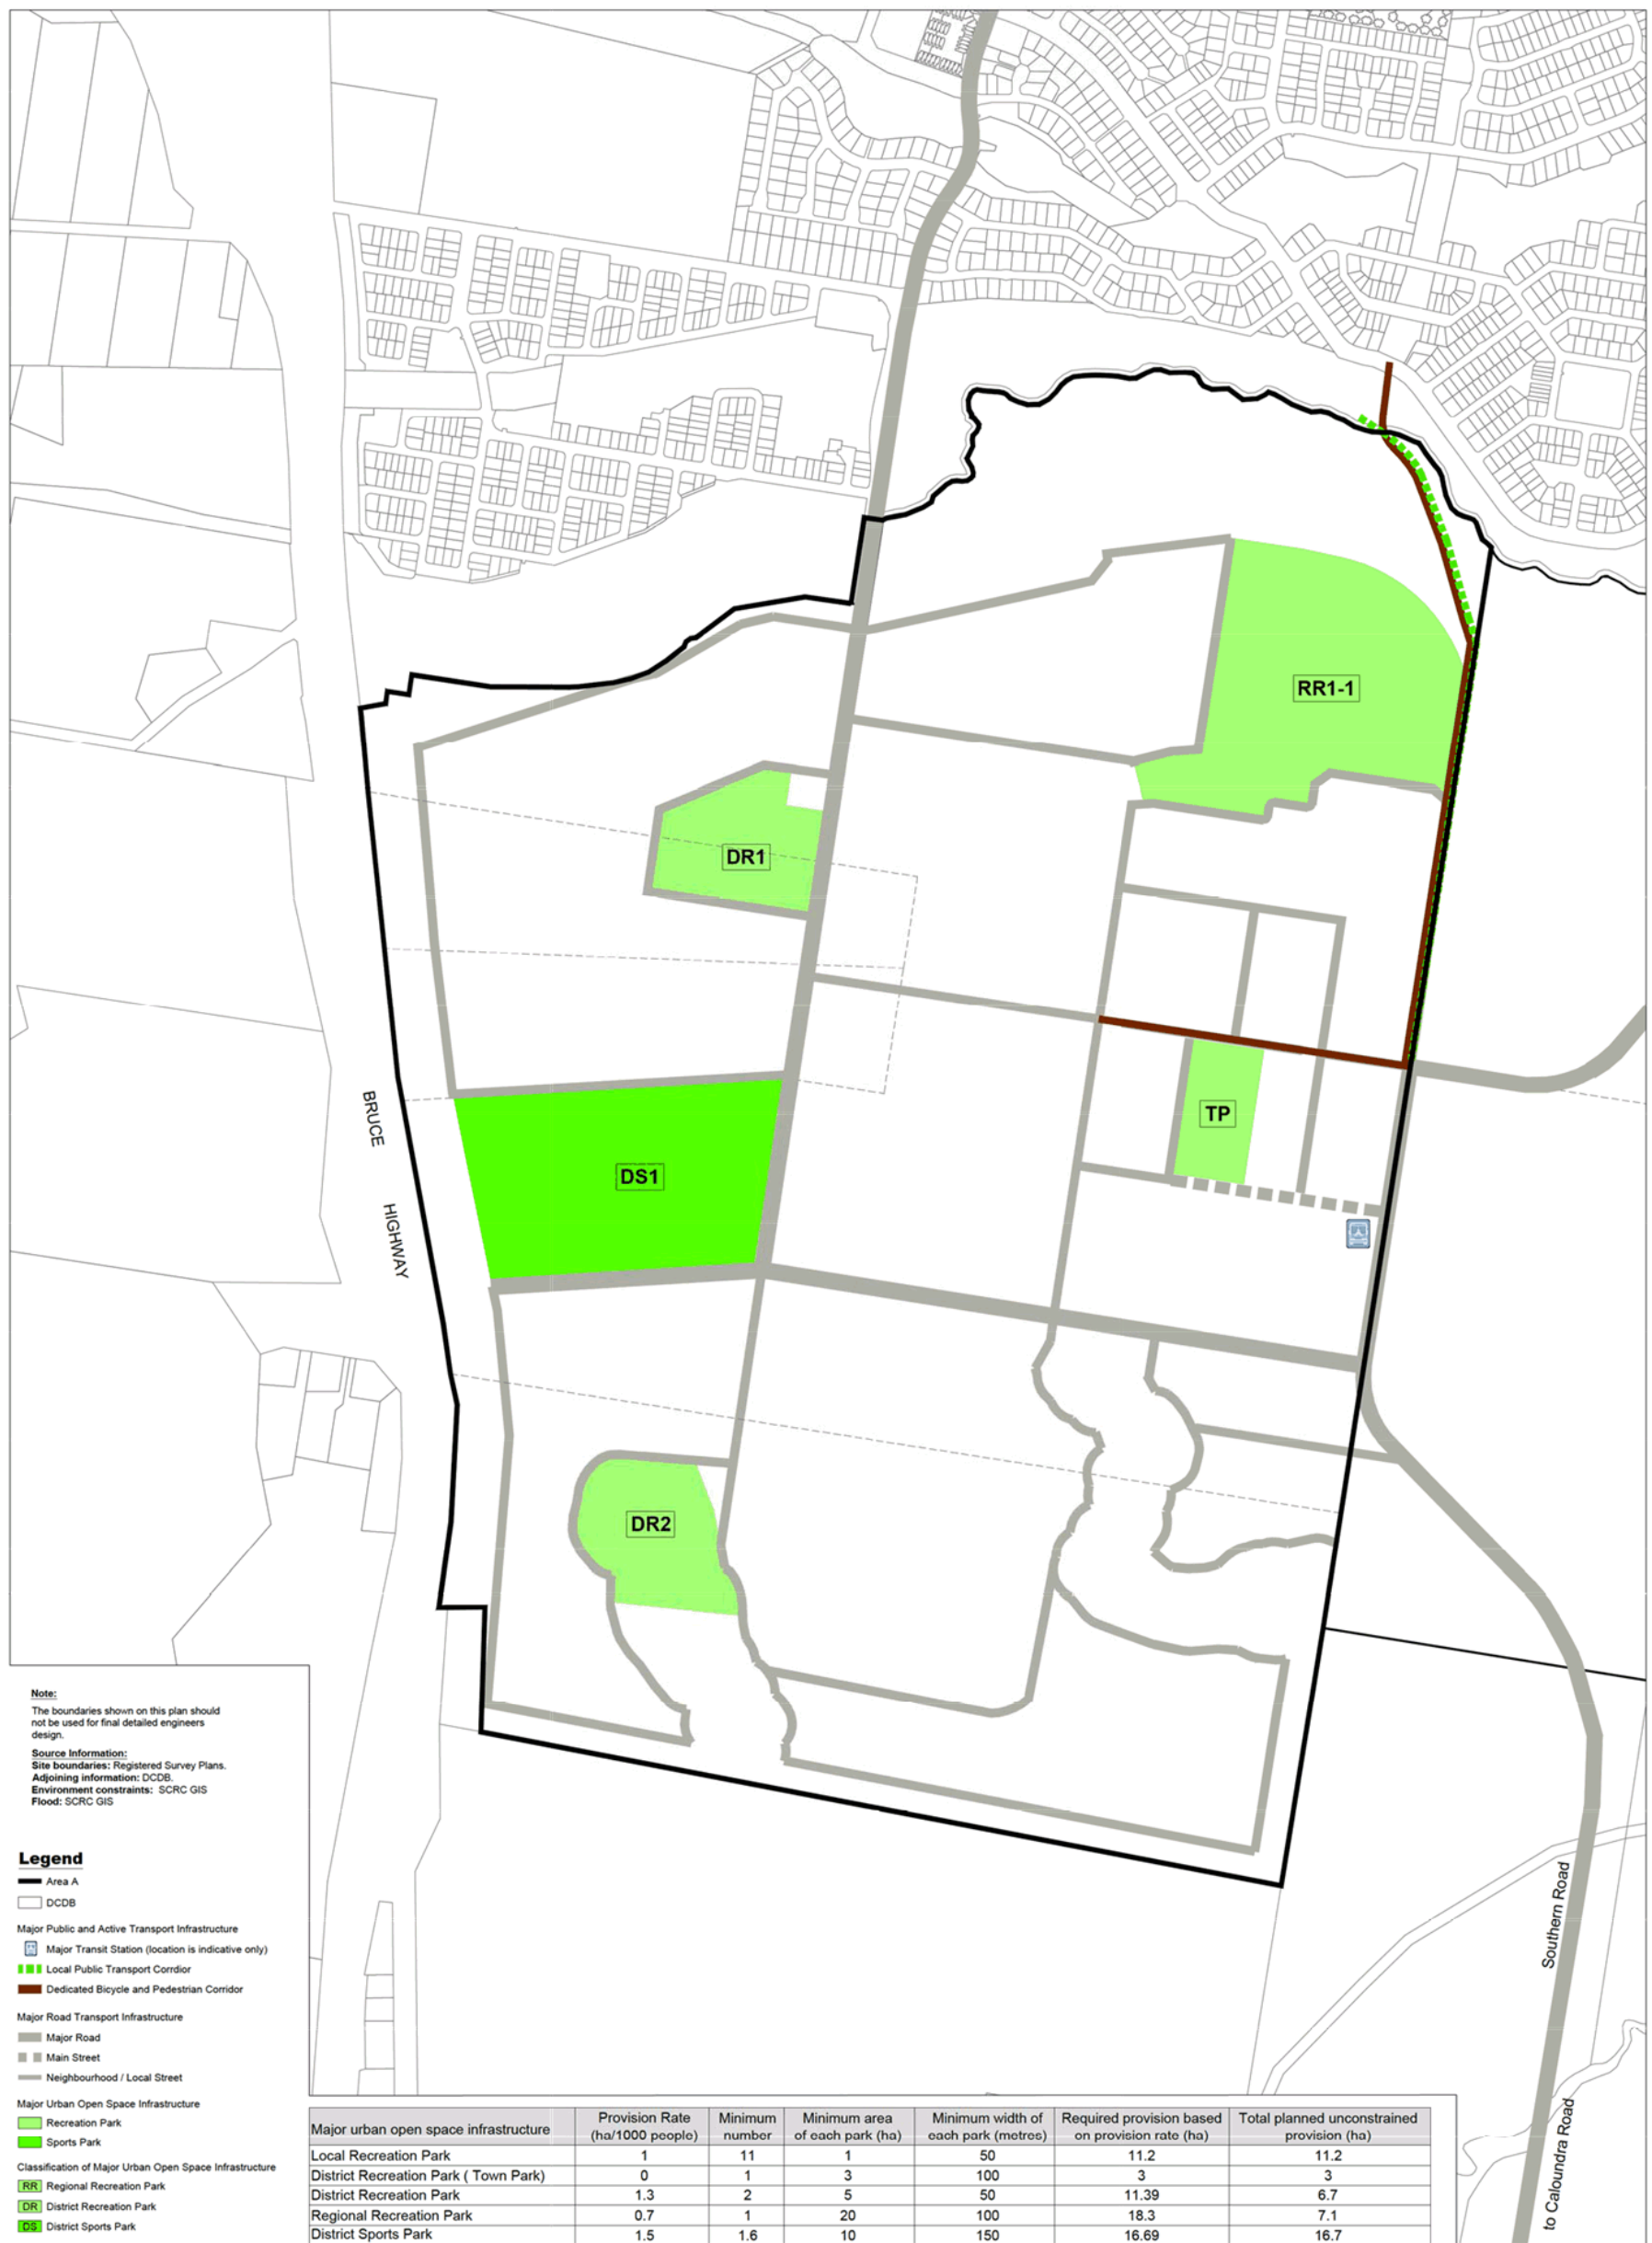 RR1-1
DR1
BRUCE
HIGHWAY
DS1
TP
DR2
Southern Road
to Caloundra Road
Note:
The boundaries shown on this plan should
not be used for final detailed engineers
design.
Source Information:
Site boundaries: Registered Survey Plans.
Adjoining information: DCDB.
Environment constraints: SCRC GIS
Flood: SCRC GIS
Legend
Area A
DCDB
Major Public and Active Transport Infrastructure
Major Transit Station (location is indicative only)
Local Public Transport Corrdior
Dedicated Bicycle and Pedestrian Corridor
Major Road Transport Infrastructure
Major Road
Main Street
Neighbourhood / Local Street
Major Urban Open Space Infrastructure
Recreation Park
Sports Park
Classification of Major Urban Open Space Infrastructure
RR Regional Recreation Park
DR District Recreation Park
DS District Sports Park
Major urban open space infrastructure Provision Rate (ha/1000 people) Minimum number Minimum area of each park (ha) Minimum width of each park (metres) Required provision based on provision rate (ha) Total planned unconstrained provision (ha)
Local Recreation Park 1 11 1 50 11.2 11.2
District Recreation Park ( Town Park) 0 1 3 100 3 3
District Recreation Park 1.3 2 5 50 11.39 6.7
Regional Recreation Park 0.7 1 20 100 18.3 7.1
District Sports Park 1.5 1.6 10 150 16.69 16.7